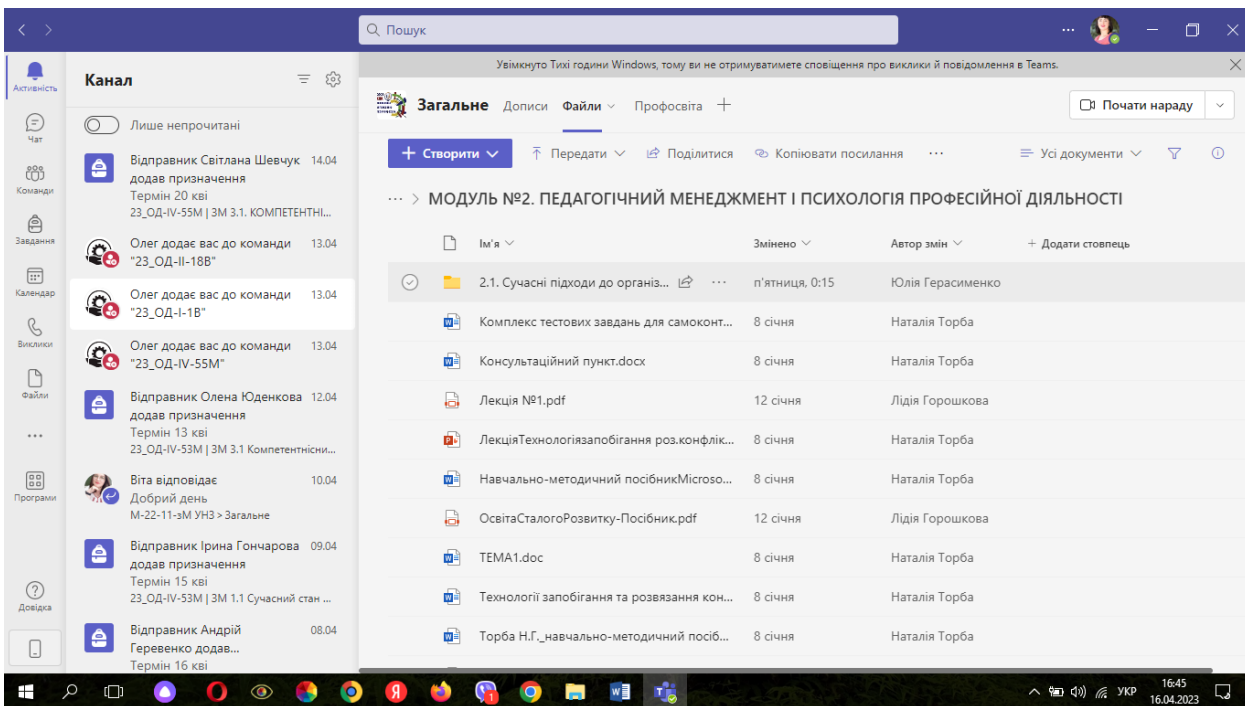 Пошук
Увімкнуто Тихі години Windows, тому ви не отримуватимете сповіщення про виклики й повідомлення в Teams.
Активність
Чат
Команди
Завдання
Календар
Виклики
Файли
Програми
Довідка
Канал
Лише непрочитані
Відправник Світлана Шевчук 14.04
додав призначення
Термін 20 кві
23_ОД-IV-55М | ЗМ 3.1. КОМПЕТЕНТНІ...
Олег додає вас до команди 13.04
"23_ОД-II-18В"
Олег додає вас до команди 13.04
"23_ОД-I-1В"
Олег додає вас до команди 13.04
"23_ОД-IV-55М"
Відправник Олена Юденкова 12.04
додав призначення
Термін 13 кві
23_ОД-IV-53М | ЗМ 3.1 Компетентнісни...
Віта відповідає 10.04
Добрий день
М-22-11-зМ УНЗ > Загальне
Відправник Ірина Гончарова 09.04
додав призначення
Термін 15 кві
23_ОД-IV-53М | ЗМ 1.1 Сучасний стан ...
Відправник Андрій 08.04
Геревенко додав...
Термін 16 кві
Загальне Дописи Файли Профосвіта + Почати нараду
+ Створити Передати Поділитися Копіювати посилання ... Усі документи
... > МОДУЛЬ №2. ПЕДАГОГІЧНИЙ МЕНЕДЖМЕНТ І ПСИХОЛОГІЯ ПРОФЕСІЙНОЇ ДІЯЛЬНОСТІ
Ім'я Змінено Автор змін + Додати стовпець
2.1. Сучасні підходи до організ... ... п'ятниця, 0:15 Юлія Герасименко
Комплекс тестових завдань для самоконт... 8 січня Наталія Торба
Консультаційний пункт.docx 8 січня Наталія Торба
Лекція №1.pdf 12 січня Лідія Горошкова
ЛекціяТехнологіязапобігання роз.конфлік... 8 січня Наталія Торба
Навчально-методичний посібникMicroso... 8 січня Наталія Торба
ОсвітаСталогоРозвитку-Посібник.pdf 12 січня Лідія Горошкова
ТЕМА1.doc 8 січня Наталія Торба
Технології запобігання та розвязання кон... 8 січня Наталія Торба
Торба Н.Г._навчально-методичний посіб... 8 січня Наталія Торба
УКР 16:45
16.04.2023